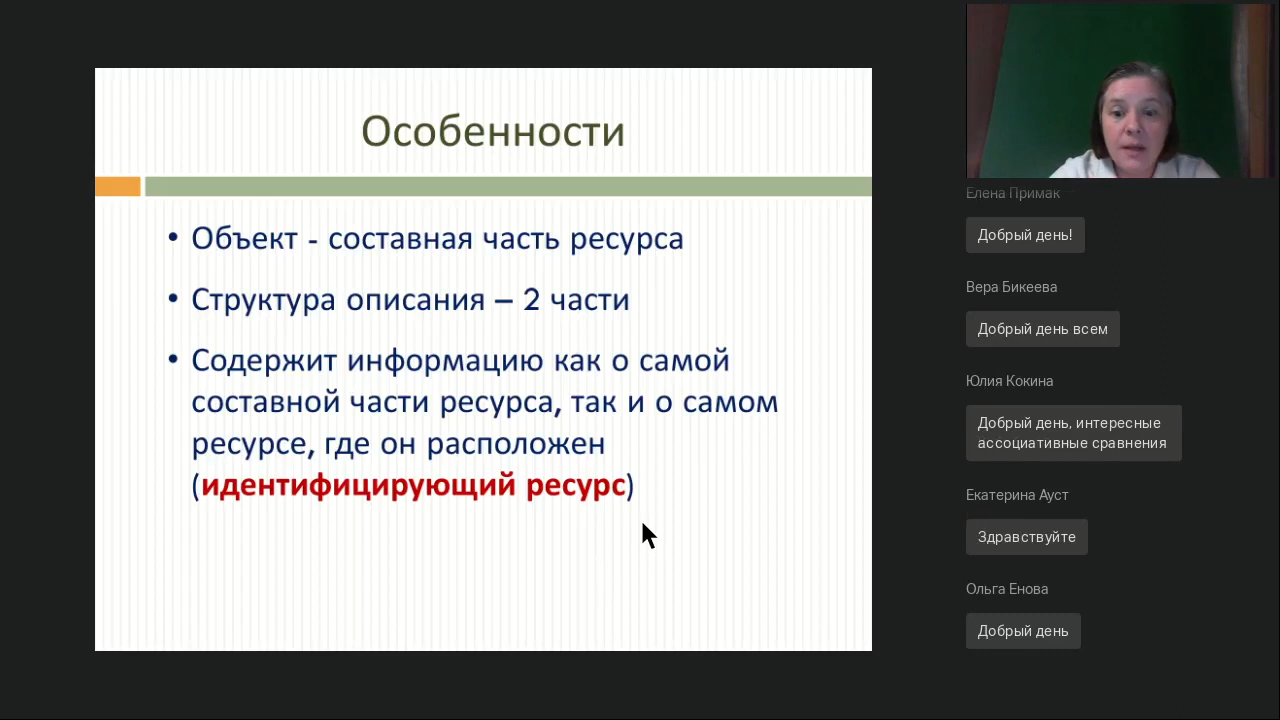 Особенности
• Объект - составная часть ресурса
• Структура описания – 2 части
• Содержит информацию как о самой
составной части ресурса, так и о самом
ресурсе, где он расположен
(идентифицирующий ресурс)
Елена Примак
Добрый день!
Вера Бикеева
Добрый день всем
Юлия Кокина
Добрый день, интересные
ассоциативные сравнения
Екатерина Ауст
Здравствуйте
Ольга Енова
Добрый день